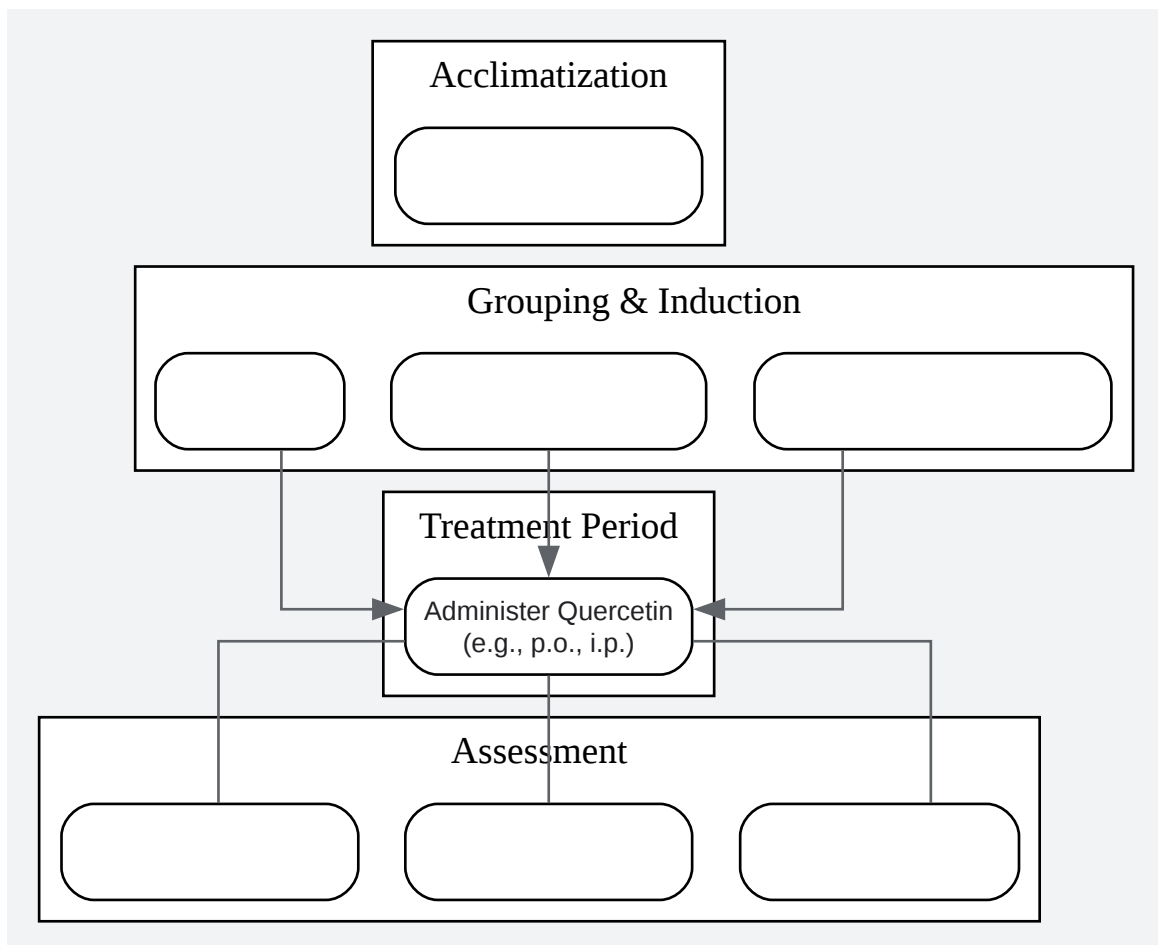 Acclimatization
Grouping & Induction
Treatment Period
Administer Quercetin
(e.g., p.o., i.p.)
Assessment